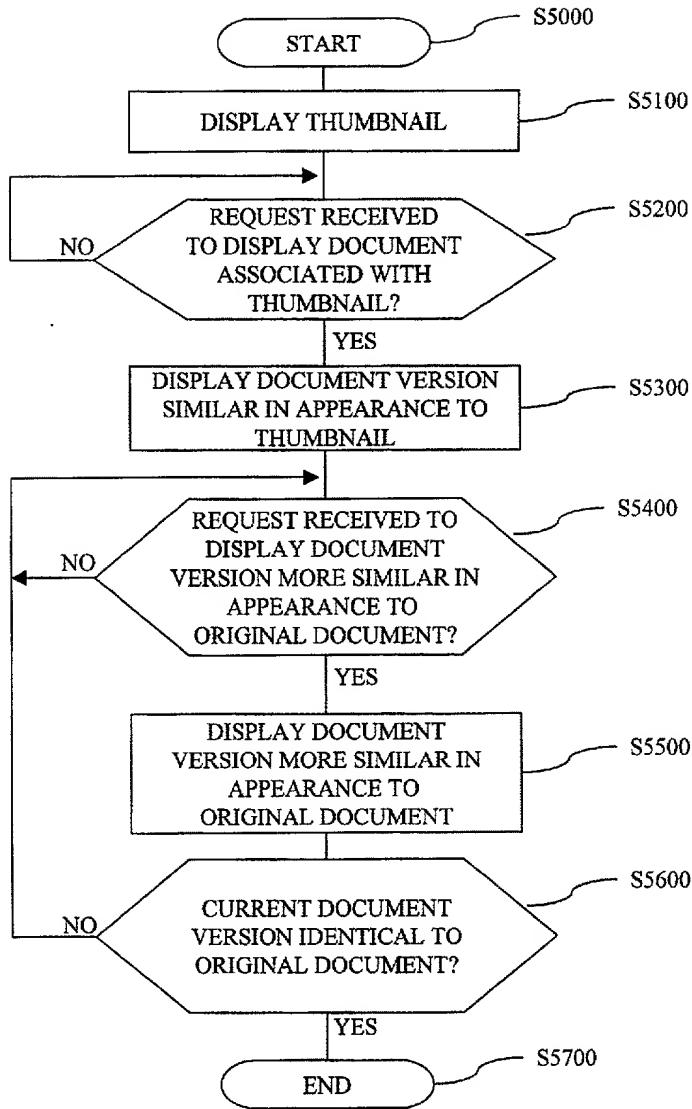 START
S5000
DISPLAY THUMBNAIL
S5100
REQUEST RECEIVED
TO DISPLAY DOCUMENT
ASSOCIATED WITH
THUMBNAIL?
S5200
NO
YES
DISPLAY DOCUMENT VERSION
SIMILAR IN APPEARANCE TO
THUMBNAIL
S5300
REQUEST RECEIVED TO
DISPLAY DOCUMENT
VERSION MORE SIMILAR IN
APPEARANCE TO
ORIGINAL DOCUMENT?
S5400
NO
YES
DISPLAY DOCUMENT
VERSION MORE SIMILAR IN
APPEARANCE TO
ORIGINAL DOCUMENT
S5500
CURRENT DOCUMENT
VERSION IDENTICAL TO
ORIGINAL DOCUMENT?
S5600
NO
YES
END
S5700